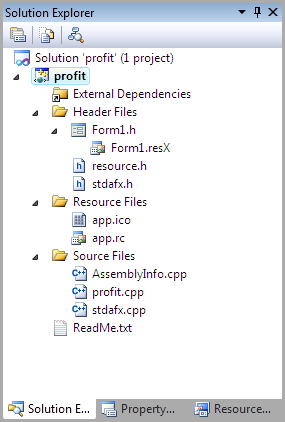 Solution Explorer
Solution 'profit' (1 project)
profit
External Dependencies
Header Files
Form1.h
Form1.resX
resource.h
stdafx.h
Resource Files
app.ico
app.rc
Source Files
AssemblyInfo.cpp
profit.cpp
stdafx.cpp
ReadMe.txt
Solution E... Property... Resource...